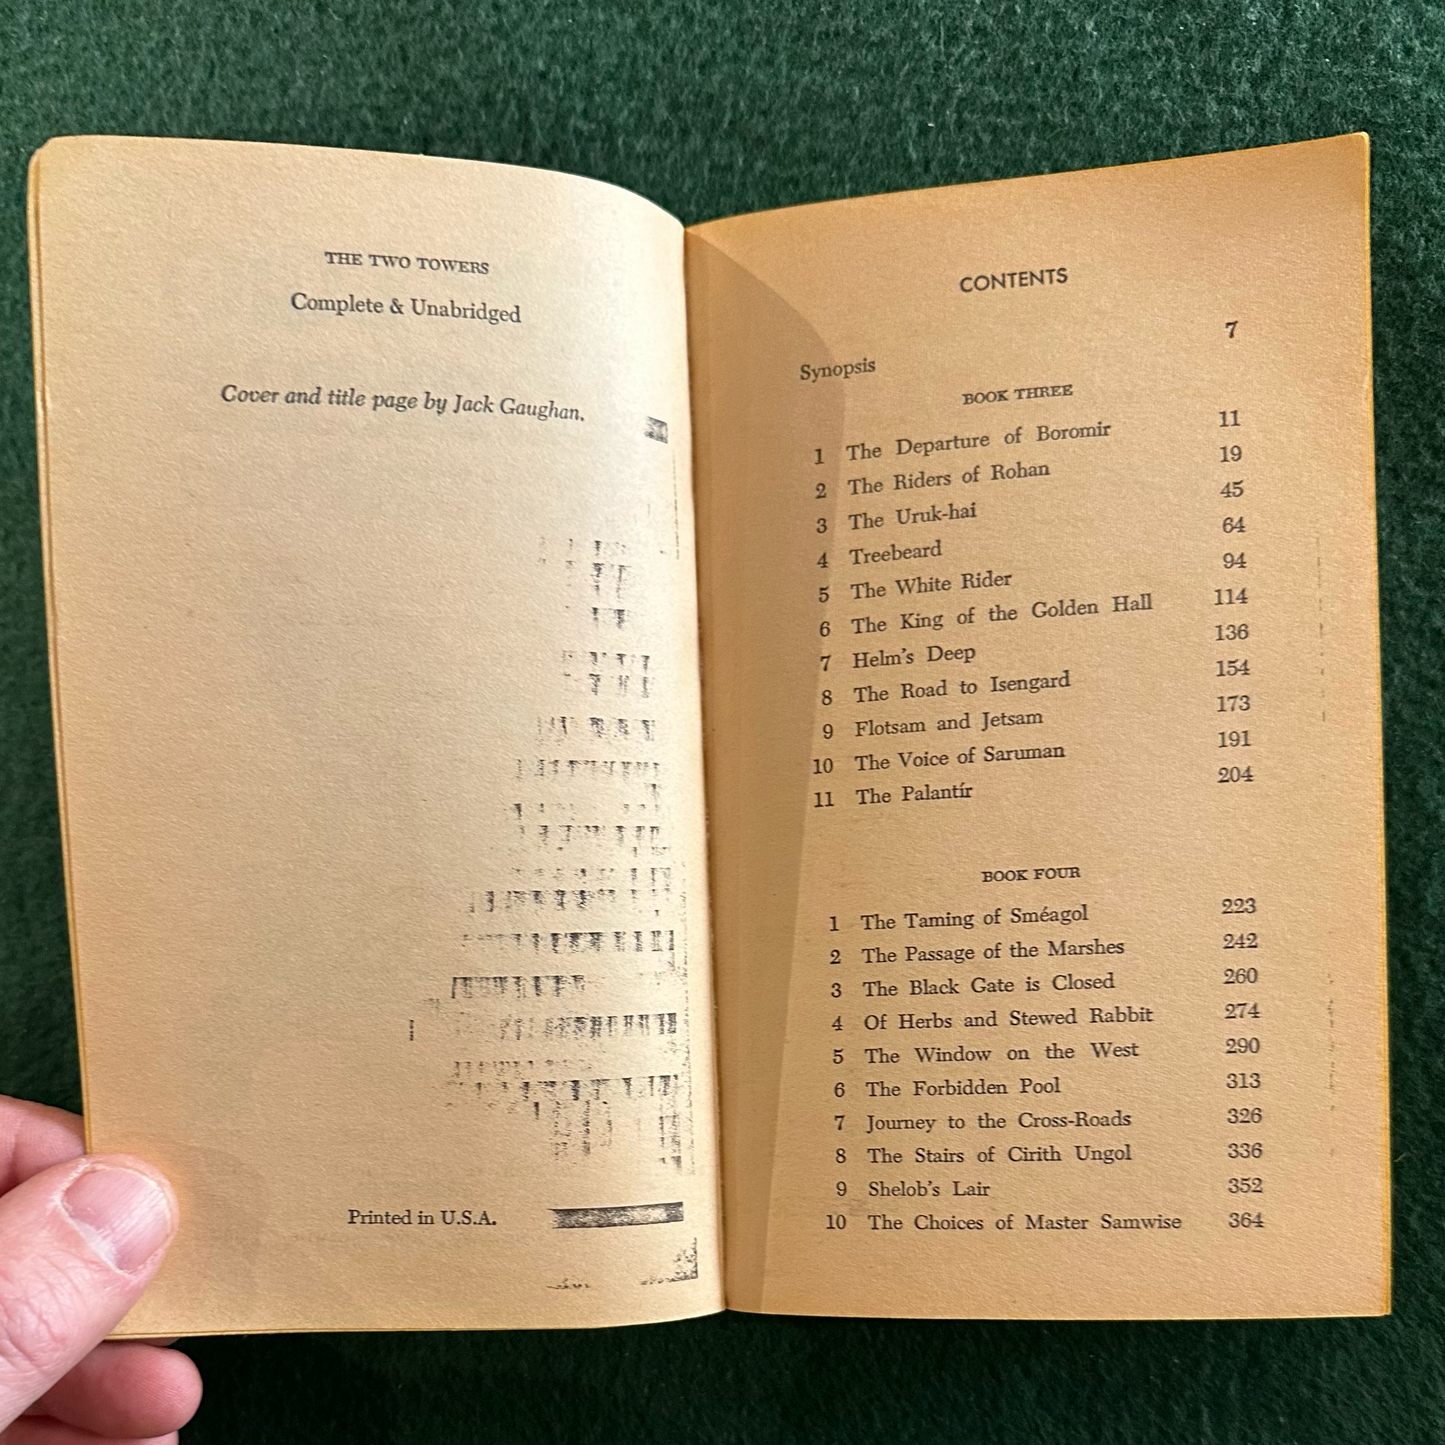 THE TWO TOWERS
Complete & Unabridged
Cover and title page by Jack Gaughan.
Printed in U.S.A.
CONTENTS
Synopsis 7
BOOK THREE
1 The Departure of Boromir 11
2 The Riders of Rohan 19
3 The Uruk-hai 45
4 Treebeard 64
5 The White Rider 94
6 The King of the Golden Hall 114
7 Helm's Deep 136
8 The Road to Isengard 154
9 Flotsam and Jetsam 173
10 The Voice of Saruman 191
11 The Palantír 204
BOOK FOUR
1 The Taming of Sméagol 223
2 The Passage of the Marshes 242
3 The Black Gate is Closed 260
4 Of Herbs and Stewed Rabbit 274
5 The Window on the West 290
6 The Forbidden Pool 313
7 Journey to the Cross-Roads 326
8 The Stairs of Cirith Ungol 336
9 Shelob's Lair 352
10 The Choices of Master Samwise 364